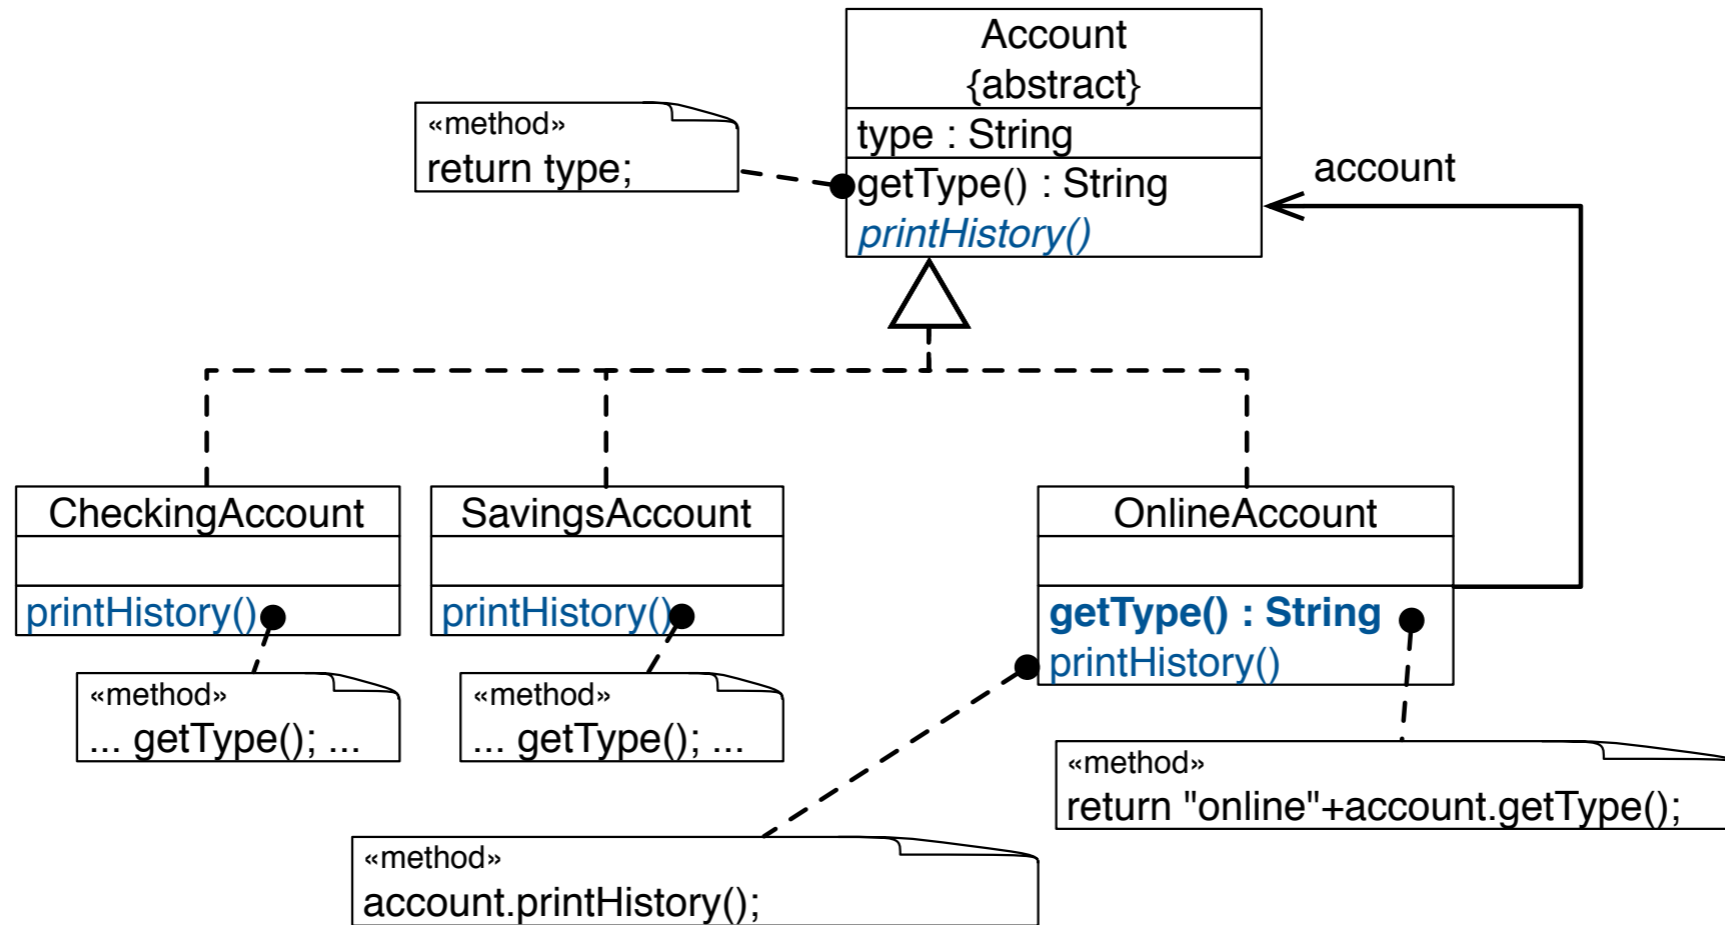 Account
{abstract}
type : String
getType() : String
printHistory()
«method»
return type;
account
CheckingAccount
printHistory()
«method»
... getType(); ...
SavingsAccount
printHistory()
«method»
... getType(); ...
OnlineAccount
getType() : String
printHistory()
«method»
return "online"+account.getType();
«method»
account.printHistory();